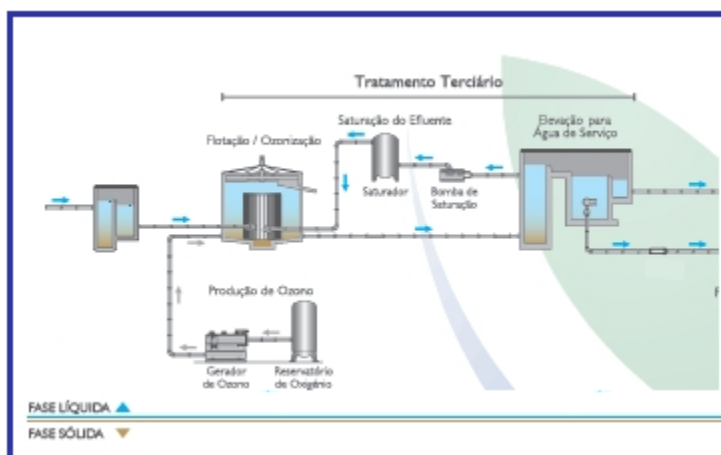 Tratamento Terciário
Saturação do Efluente
Elevação para
Água de Serviço
Flotação / Ozonização
Saturador
Bomba de
Saturação
Produção de Ozono
Gerador
de Ozono
Reservatório
de Oxigénio
FASE LÍQUIDA
FASE SÓLIDA